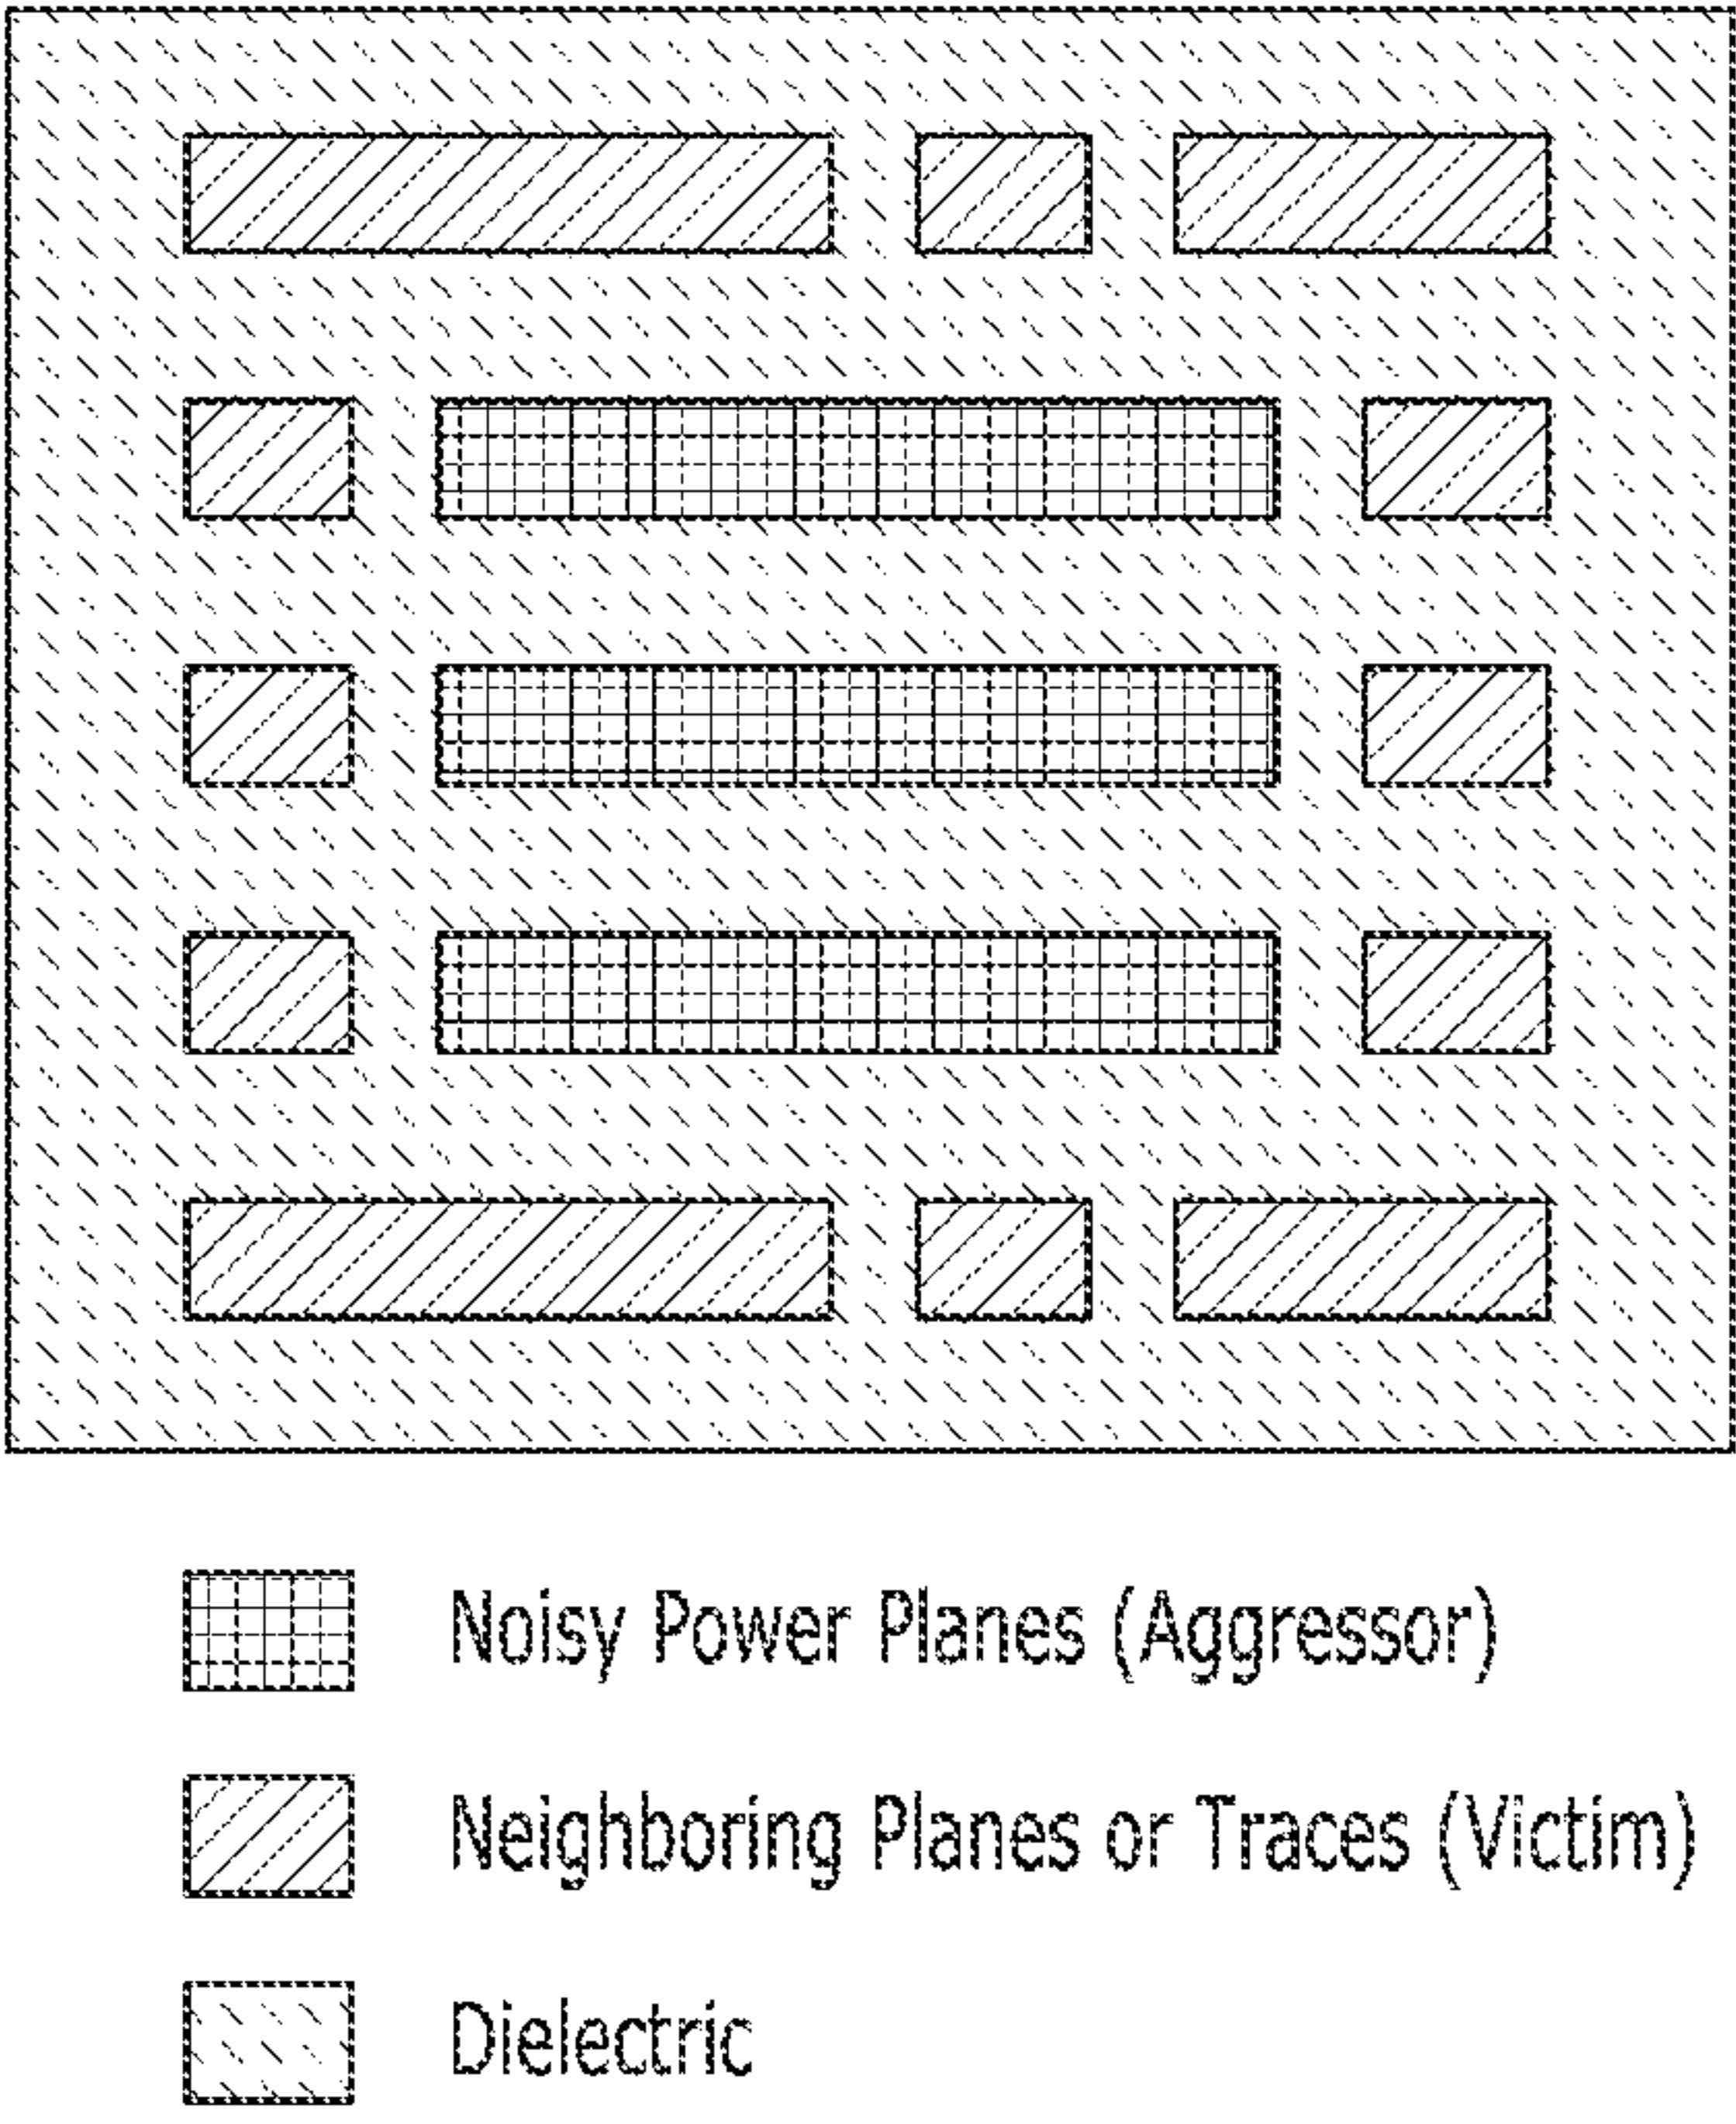 Noisy Power Planes (Aggressor)
Neighboring Planes or Traces (Victim)
Dielectric